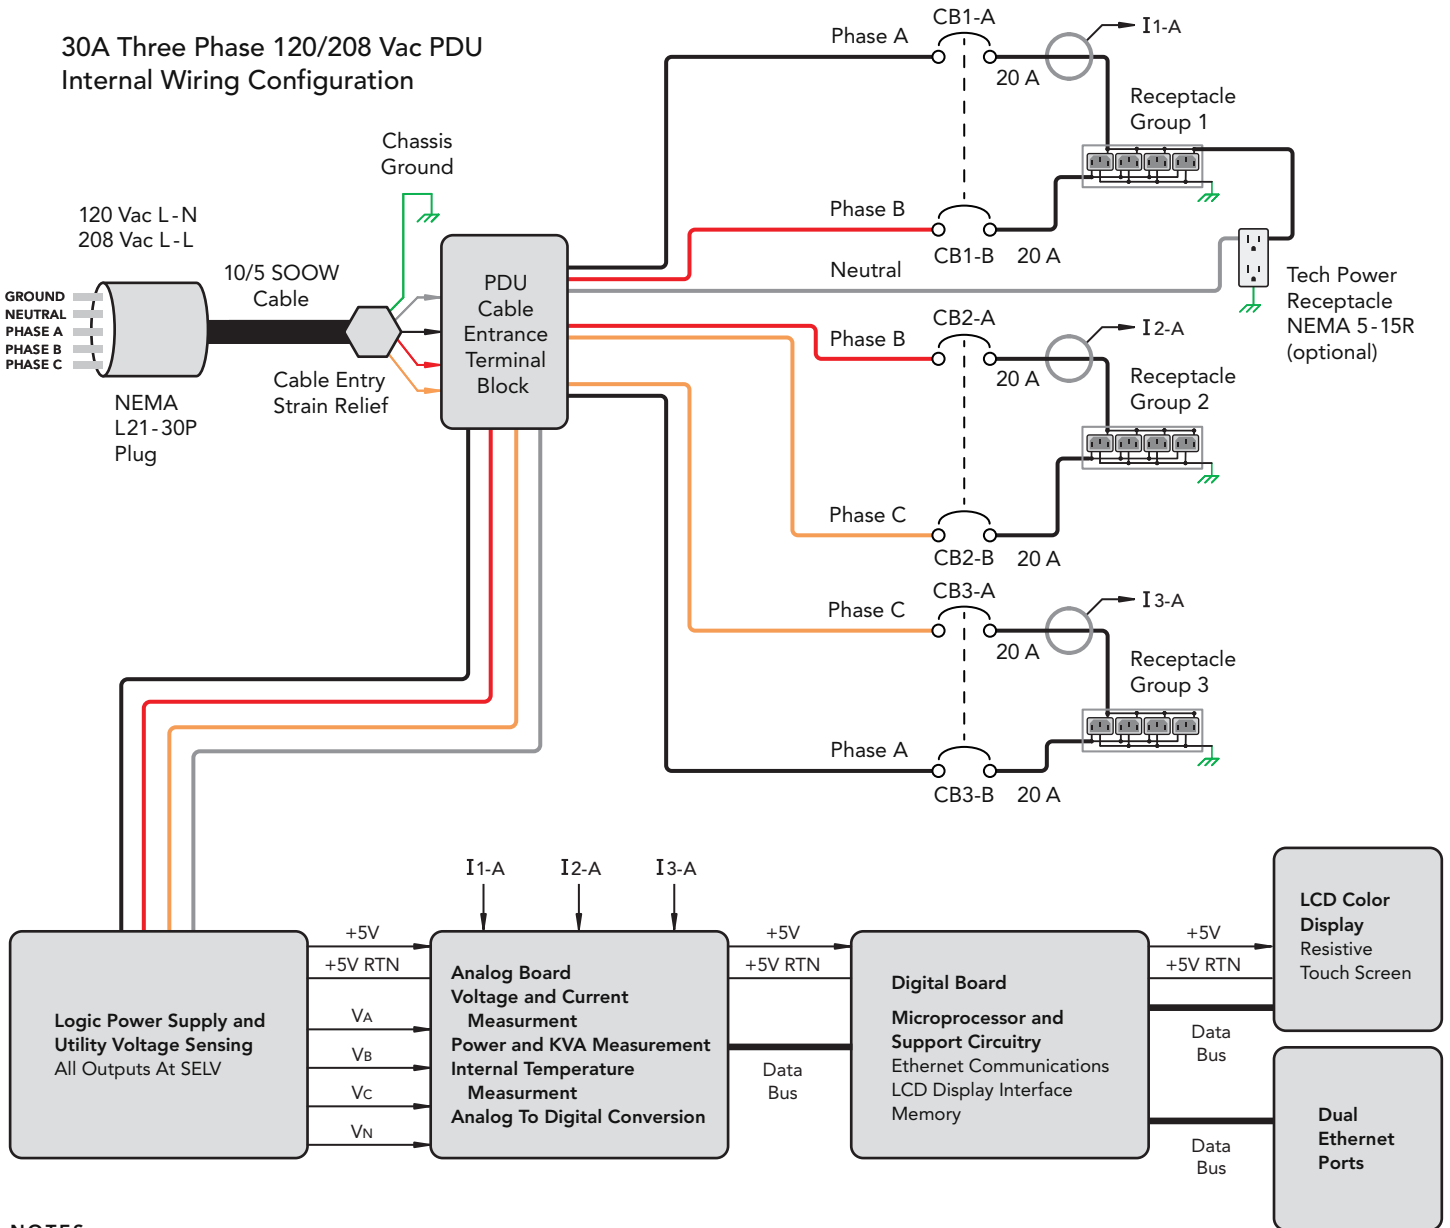 30A Three Phase 120/208 Vac PDU
Internal Wiring Configuration
Chassis
Ground
120 Vac L-N
208 Vac L-L
10/5 SOOW
Cable
GROUND
NEUTRAL
PHASE A
PHASE B
PHASE C
NEMA
L21-30P
Plug
Cable Entry
Strain Relief
PDU
Cable
Entrance
Terminal
Block
Phase A
CB1-A
20 A
I1-A
Receptacle
Group 1
Phase B
CB1-B
20 A
Neutral
Tech Power
Receptacle
NEMA 5-15R
(optional)
Phase B
CB2-A
20 A
I2-A
Receptacle
Group 2
Phase C
CB2-B
20 A
Phase C
CB3-A
20 A
I3-A
Receptacle
Group 3
Phase A
CB3-B
20 A
I1-A
I2-A
I3-A
Logic Power Supply and
Utility Voltage Sensing
All Outputs At SELV
+5V
+5V RTN
VA
VB
VC
VN
Analog Board
Voltage and Current
Measurment
Power and KVA Measurement
Internal Temperature
Measurment
Analog To Digital Conversion
+5V
+5V RTN
Data
Bus
Digital Board
Microprocessor and
Support Circuitry
Ethernet Communications
LCD Display Interface
Memory
+5V
+5V RTN
Data
Bus
Data
Bus
LCD Color
Display
Resistive
Touch Screen
Dual
Ethernet
Ports